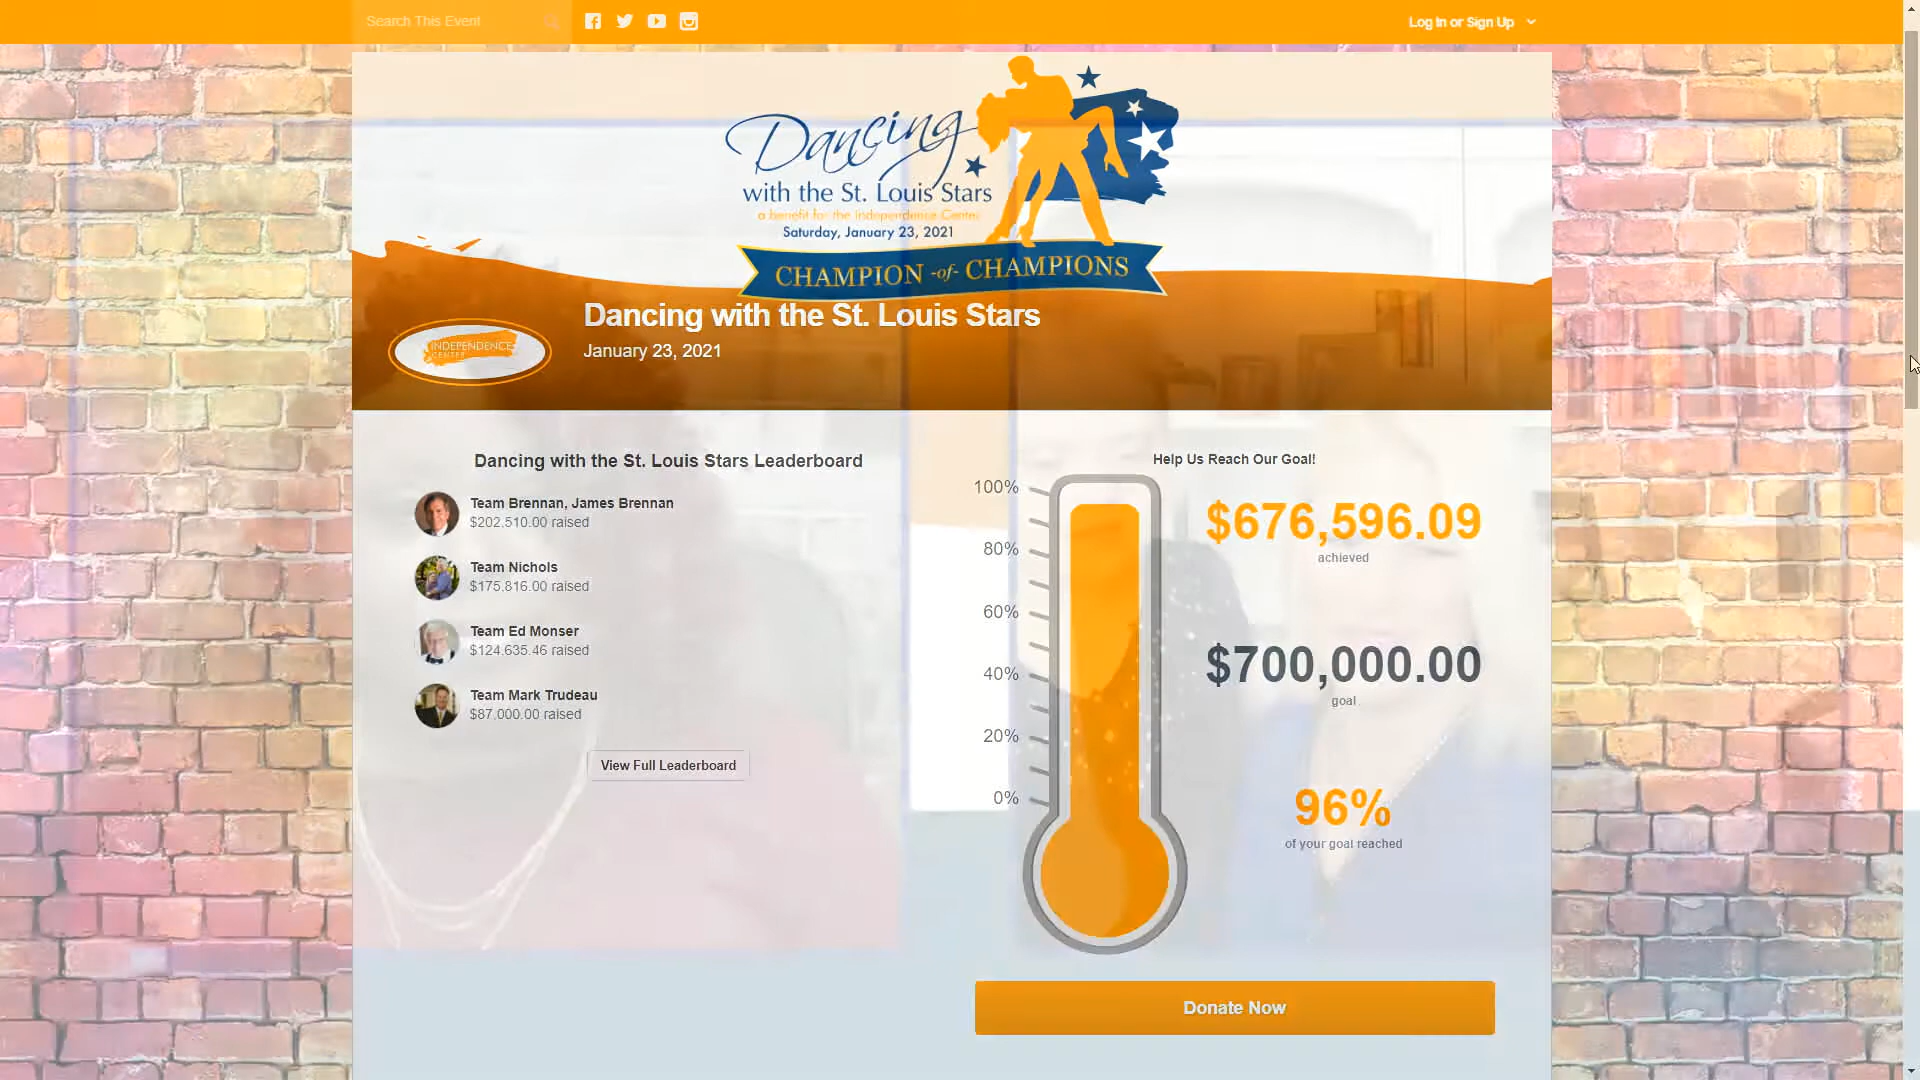 Search This Event
Log In or Sign Up
Dancing
with the St. Louis Stars
a benefit for the Independence Center
Saturday, January 23, 2021
CHAMPION -of- CHAMPIONS
Dancing with the St. Louis Stars
January 23, 2021
INDEPENDENCE
CENTER
Dancing with the St. Louis Stars Leaderboard
Team Brennan, James Brennan
$202,510.00 raised
Team Nichols
$175,816.00 raised
Team Ed Monser
$124,635.46 raised
Team Mark Trudeau
$87,000.00 raised
View Full Leaderboard
Help Us Reach Our Goal!
100%
80%
60%
40%
20%
0%
$676,596.09
achieved
$700,000.00
goal
96%
of your goal reached
Donate Now